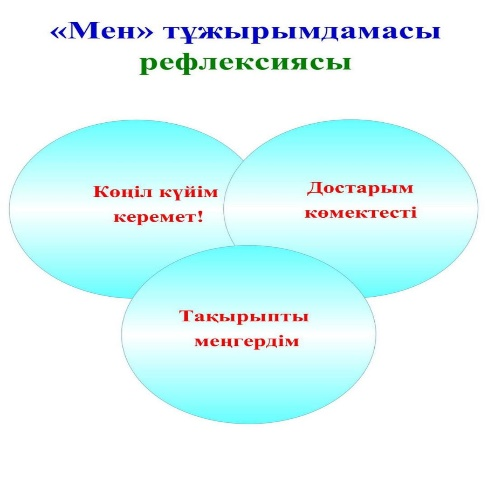 «Мен» тұжырымдамасы
рефлексиясы
Көңіл күйім
керемет!
Достарым
көмектесті
Тақырыпты
меңгердім